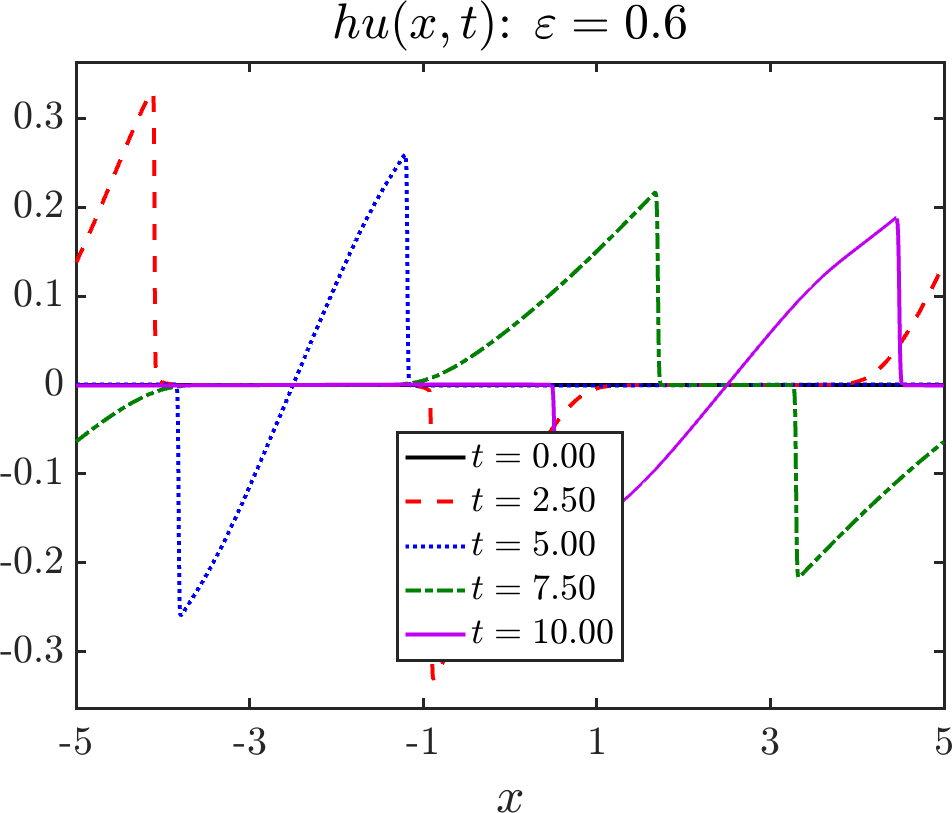 hu(x, t): ε = 0.6
0.3
0.2
0.1
0
-0.1
-0.2
-0.3
t = 0.00
t = 2.50
t = 5.00
t = 7.50
t = 10.00
-5 -3 -1 1 3 5
x